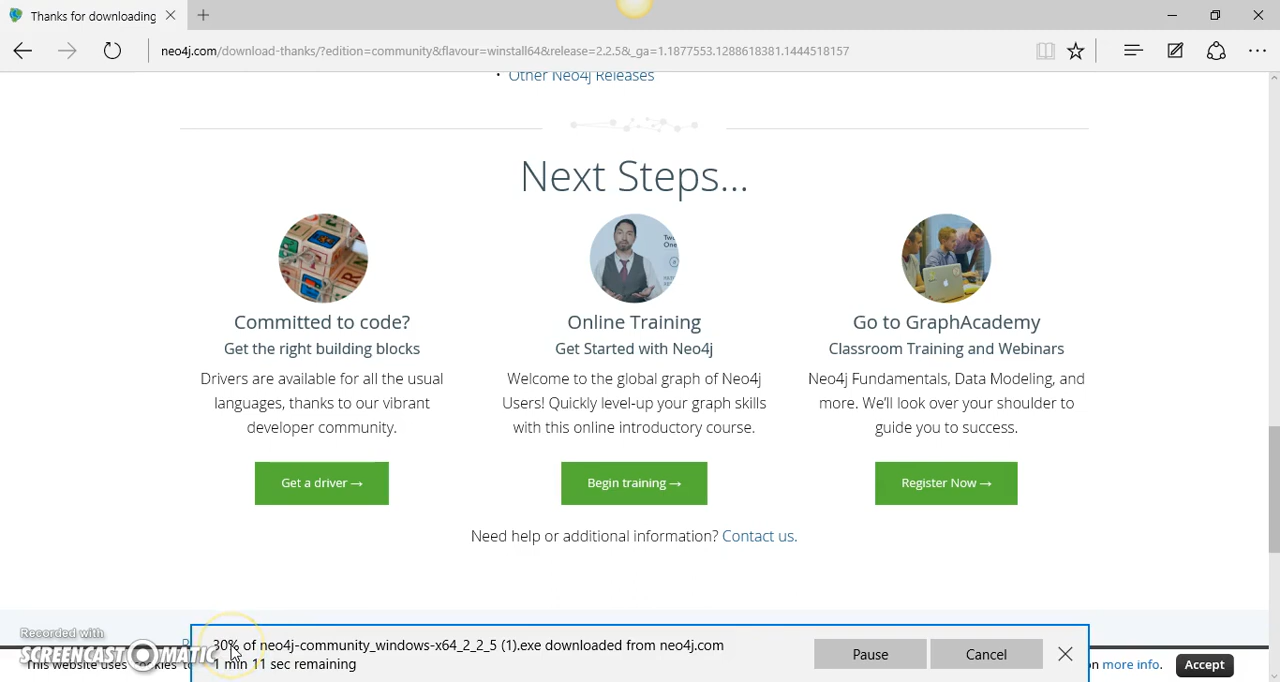 Thanks for downloading
neo4j.com/download-thanks/?edition=community&flavour=winstall64&release=2.2.5&_ga=1.1877553.1288618381.1444518157
• Other Neo4j Releases
Next Steps...
Committed to code?
Get the right building blocks
Drivers are available for all the usual
languages, thanks to our vibrant
developer community.
Get a driver →
Online Training
Get Started with Neo4j
Welcome to the global graph of Neo4j
Users! Quickly level-up your graph skills
with this online introductory course.
Begin training →
Go to GraphAcademy
Classroom Training and Webinars
Neo4j Fundamentals, Data Modeling, and
more. We'll look over your shoulder to
guide you to success.
Register Now →
Need help or additional information? Contact us.
30% of neo4j-community_windows-x64_2_2_5 (1).exe downloaded from neo4j.com
1 min 11 sec remaining
Pause
Cancel
This website uses cookies
more info.
Accept
Recorded with
SCREENCAST-O-MATIC